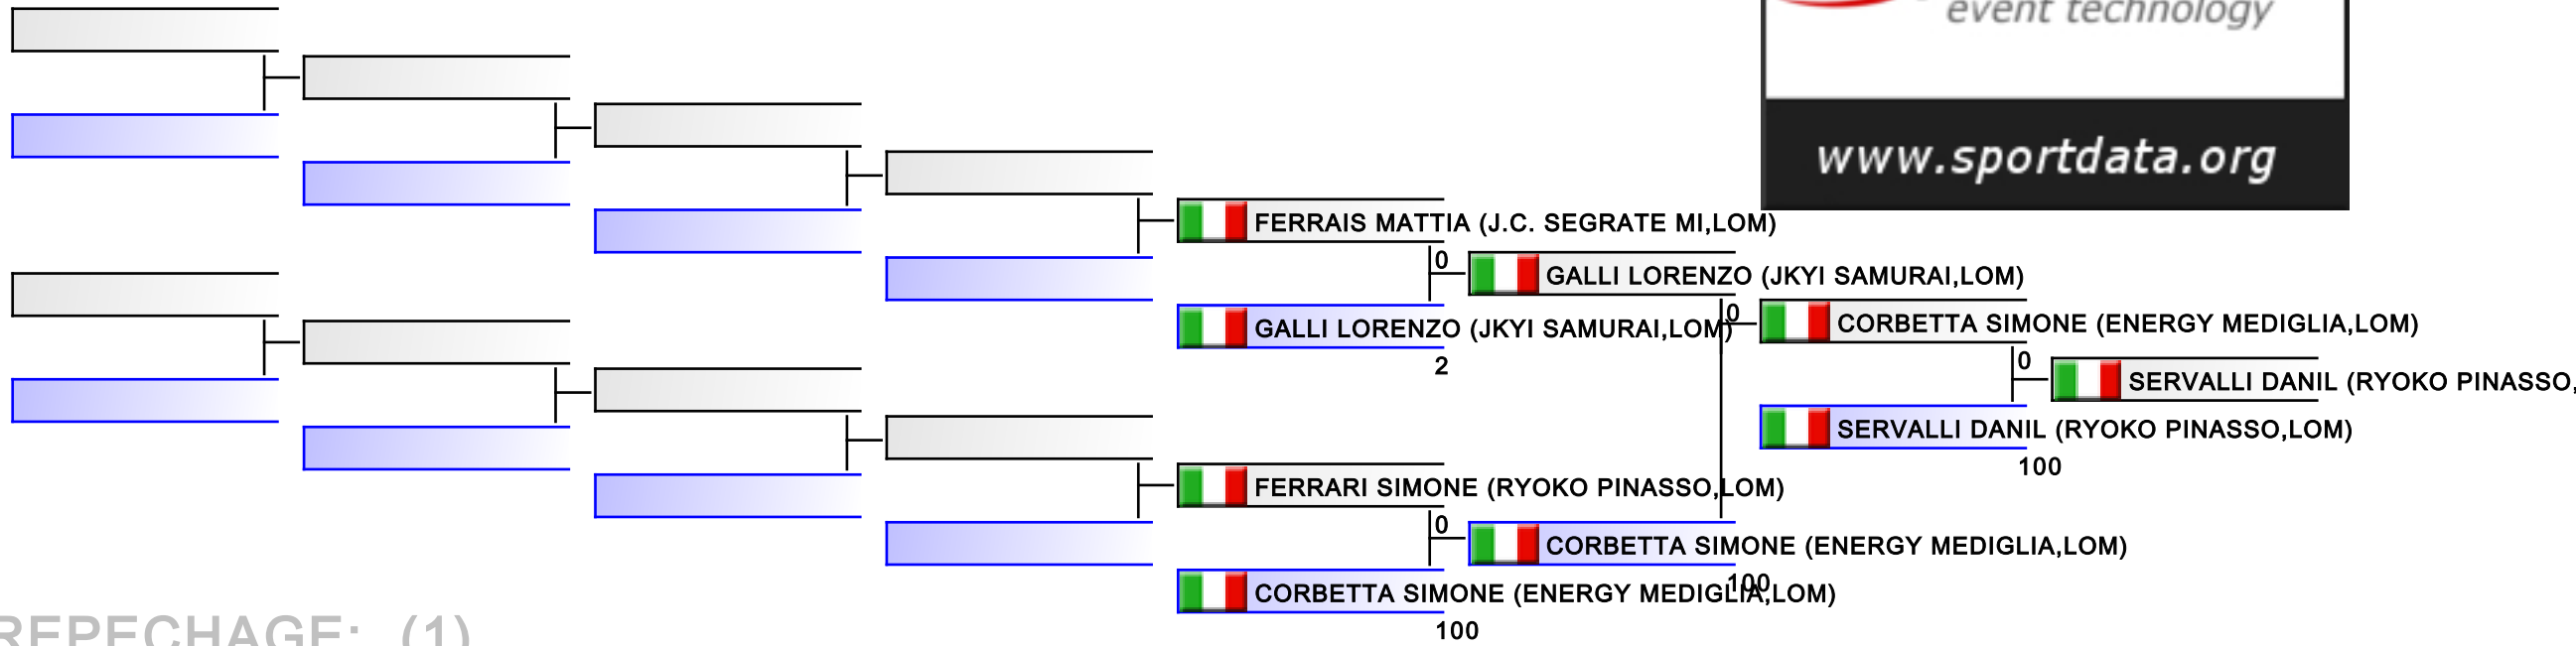 event technology
www.sportdata.org
FERRAIS MATTIA (J.C. SEGRATE MI,LOM)
0
GALLI LORENZO (JKYI SAMURAI,LOM)
GALLI LORENZO (JKYI SAMURAI,LOM)
2
0
CORBETTA SIMONE (ENERGY MEDIGLIA,LOM)
0
SERVALLI DANIL (RYOKO PINASSO,
SERVALLI DANIL (RYOKO PINASSO,LOM)
100
FERRARI SIMONE (RYOKO PINASSO,LOM)
0
CORBETTA SIMONE (ENERGY MEDIGLIA,LOM)
100
CORBETTA SIMONE (ENERGY MEDIGLIA,LOM)
100
REPECHAGE: (1)